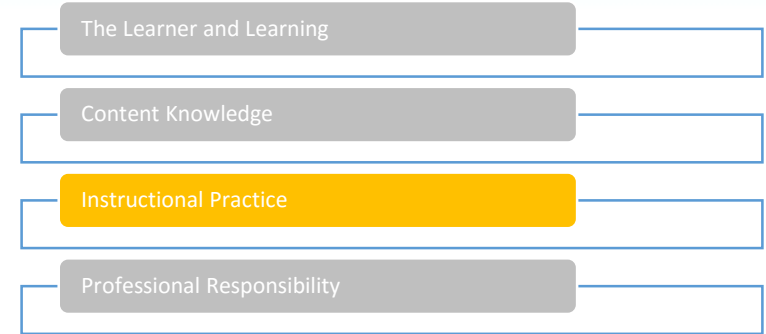 The Learner and Learning
Content Knowledge
Instructional Practice
Professional Responsibility